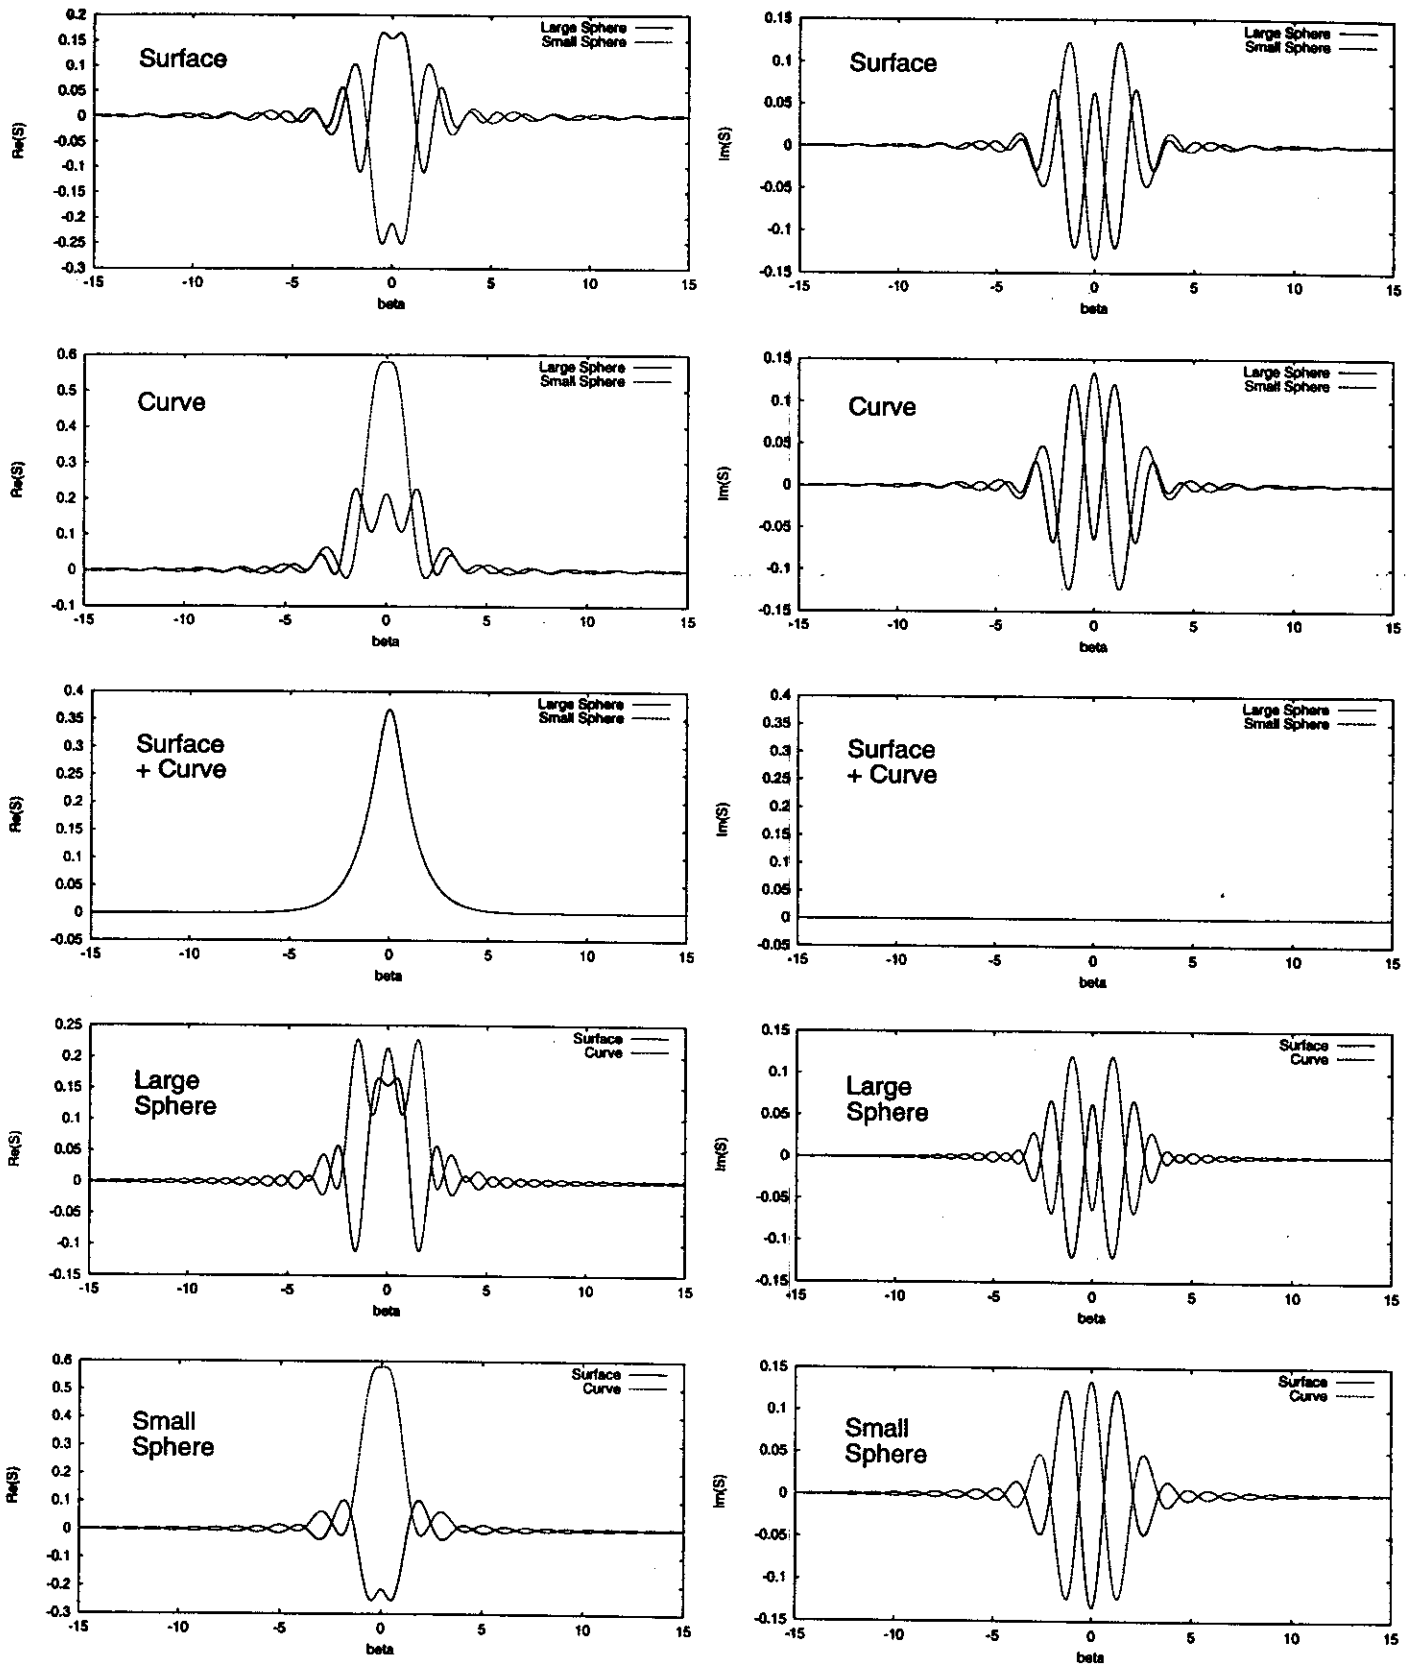 0.2
0.15
0.1
0.05
0
-0.05
-0.1
-0.15
-0.2
-0.25
-0.3
Re(S)
Surface
Large Sphere
Small Sphere
-15 -10 -5 0 5 10 15
beta
0.15
0.1
0.05
0
-0.05
-0.1
-0.15
Im(S)
Surface
Large Sphere
Small Sphere
-15 -10 -5 0 5 10 15
beta
0.6
0.5
0.4
0.3
0.2
0.1
0
-0.1
Re(S)
Curve
Large Sphere
Small Sphere
-15 -10 -5 0 5 10 15
beta
0.15
0.1
0.05
0
-0.05
-0.1
-0.15
Im(S)
Curve
Large Sphere
Small Sphere
-15 -10 -5 0 5 10 15
beta
0.4
0.35
0.3
0.25
0.2
0.15
0.1
0.05
0
-0.05
Re(S)
Surface
+ Curve
Large Sphere
Small Sphere
-15 -10 -5 0 5 10 15
beta
0.4
0.35
0.3
0.25
0.2
0.15
0.1
0.05
0
-0.05
Im(S)
Surface
+ Curve
Large Sphere
Small Sphere
-15 -10 -5 0 5 10 15
beta
0.25
0.2
0.15
0.1
0.05
0
-0.05
-0.1
-0.15
Re(S)
Large
Sphere
Surface
Curve
-15 -10 -5 0 5 10 15
beta
0.15
0.1
0.05
0
-0.05
-0.1
-0.15
Im(S)
Large
Sphere
Surface
Curve
-15 -10 -5 0 5 10 15
beta
0.6
0.5
0.4
0.3
0.2
0.1
0
-0.1
-0.2
-0.3
Re(S)
Small
Sphere
Surface
Curve
-15 -10 -5 0 5 10 15
beta
0.15
0.1
0.05
0
-0.05
-0.1
-0.15
Im(S)
Small
Sphere
Surface
Curve
-15 -10 -5 0 5 10 15
beta